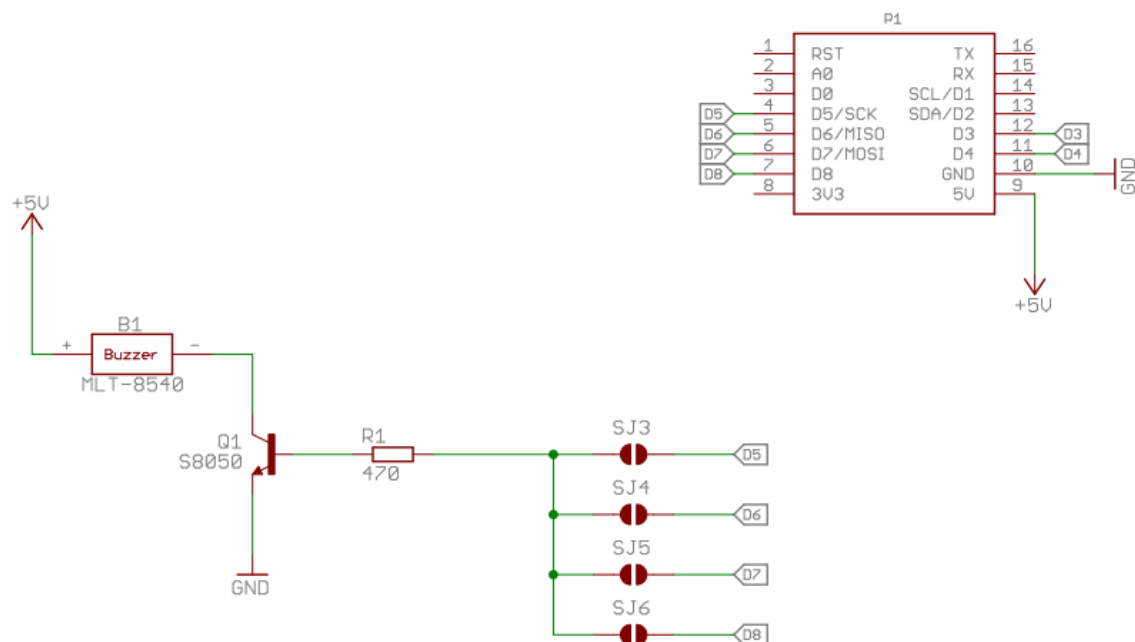 P1
1 RST TX 16
2 A0 RX 15
3 D0 SCL/D1 14
D5 4 D5/SCK SDA/D2 13
D6 5 D6/MISO D3 12 D3
D7 6 D7/MOSI D4 11 D4
D8 7 D8 GND 10 GND
8 3V3 5V 9
+5V
+5V
B1
+ Buzzer -
MLT-8540
Q1
S8050
R1
470
GND
SJ3
D5
SJ4
D6
SJ5
D7
SJ6
D8